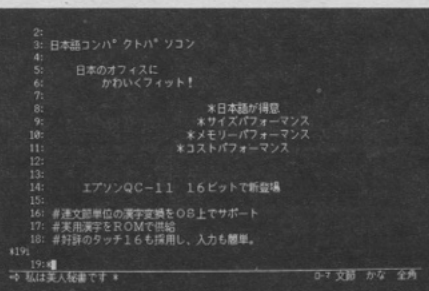 2:
3: 日本語コンパクトパソコン
4:
5: 日本のオフィスに
6: かわいくフィット!
7:
8: *日本語が得意
9: *サイズパフォーマンス
10: *メモリーパフォーマンス
11: *コストパフォーマンス
12:
13:
14: エプソンQC-11 16ビットで新登場
15:
16: #連文節単位の漢字変換をOS上でサポート
17: #実用漢字をROMで供給
18: #好評のタッチ16も採用し、入力も簡単。
*19i
19:*
私は美人秘書です *
ローマ 文節 かな 全角